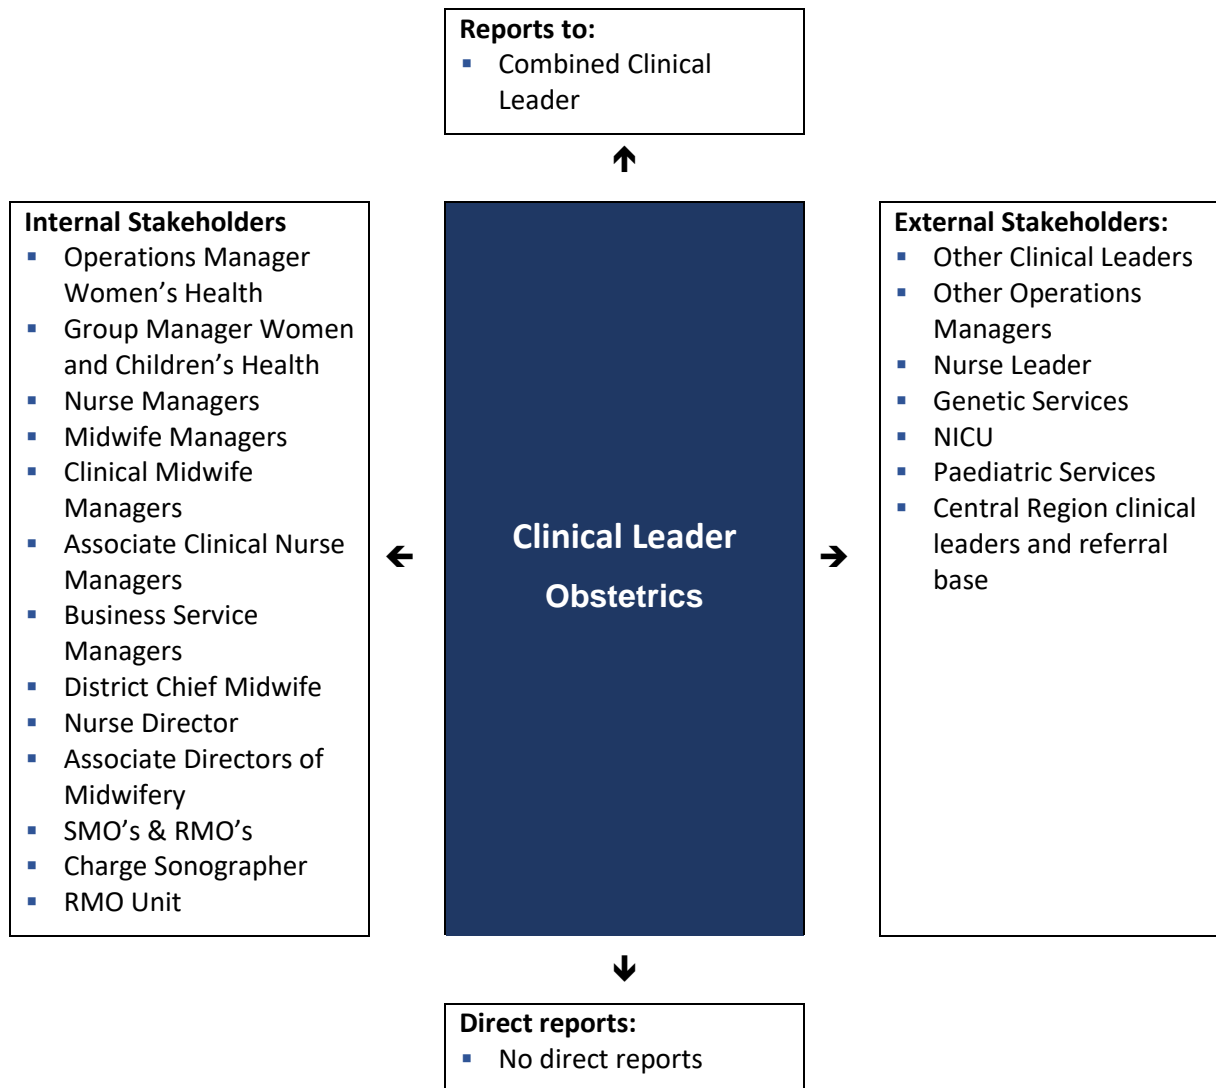 Reports to:
▪ Combined Clinical
Leader
🡹
Internal Stakeholders
▪ Operations Manager
Women’s Health
▪ Group Manager Women
and Children’s Health
▪ Nurse Managers
▪ Midwife Managers
▪ Clinical Midwife
Managers
▪ Associate Clinical Nurse
Managers
▪ Business Service
Managers
▪ District Chief Midwife
▪ Nurse Director
▪ Associate Directors of
Midwifery
▪ SMO’s & RMO’s
▪ Charge Sonographer
▪ RMO Unit
🡸
Clinical Leader
Obstetrics
🡺
External Stakeholders:
▪ Other Clinical Leaders
▪ Other Operations
Managers
▪ Nurse Leader
▪ Genetic Services
▪ NICU
▪ Paediatric Services
▪ Central Region clinical
leaders and referral
base
🡻
Direct reports:
▪ No direct reports